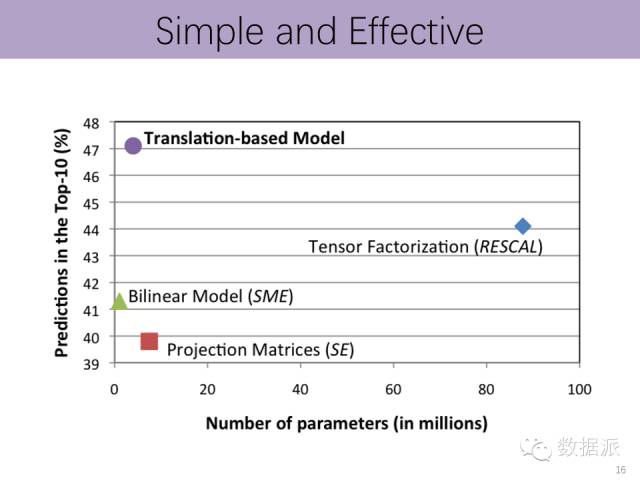 Simple and Effective
Predictions in the Top-10 (%)
48
47
46
45
44
43
42
41
40
39
Translation-based Model
Tensor Factorization (RESCAL)
Bilinear Model (SME)
Projection Matrices (SE)
0 20 40 60 80 100
Number of parameters (in millions)
数据派
16